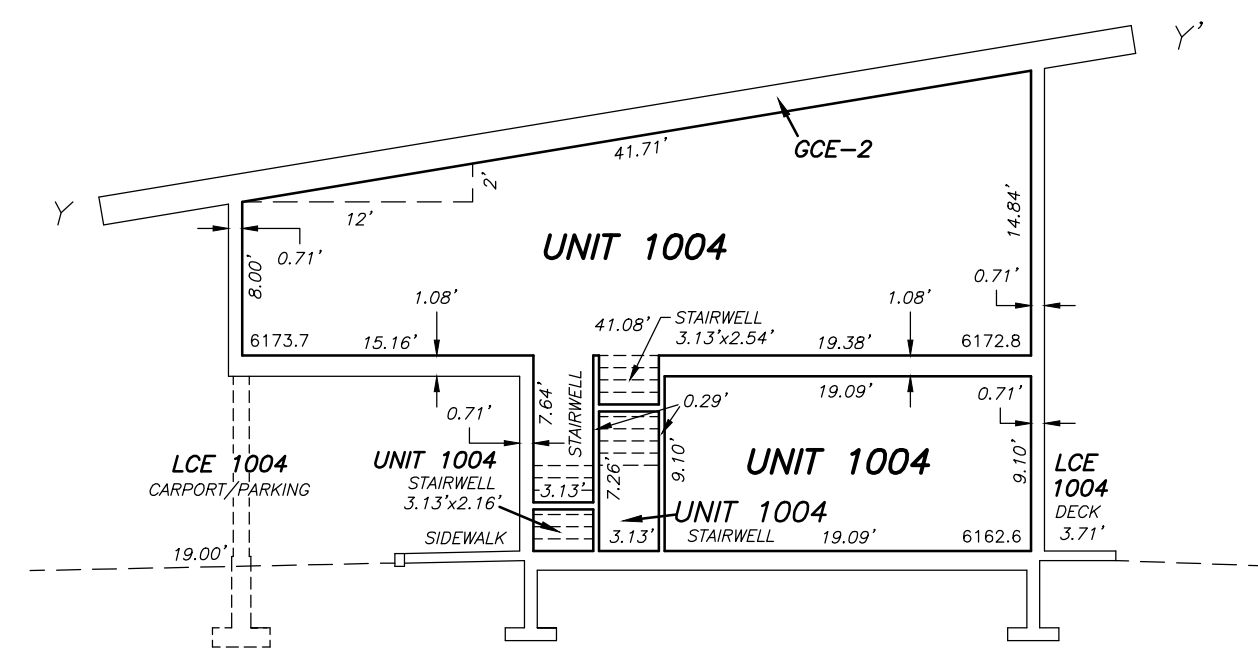 Y'
GCE-2
41.71'
2'
Y
12'
14.84'
UNIT 1004
0.71'
8.00'
0.71'
1.08'
1.08'
41.08'
STAIRWELL
3.13'x2.54'
6173.7
15.16'
19.38'
6172.8
19.09'
0.71'
7.64'
STAIRWELL
0.29'
0.71'
9.10'
9.10'
LCE 1004
CARPORT/PARKING
UNIT 1004
STAIRWELL
3.13'x2.16'
3.13'
7.26'
UNIT 1004
LCE
1004
DECK
3.71'
UNIT 1004
SIDEWALK
3.13'
STAIRWELL
19.09'
6162.6
19.00'